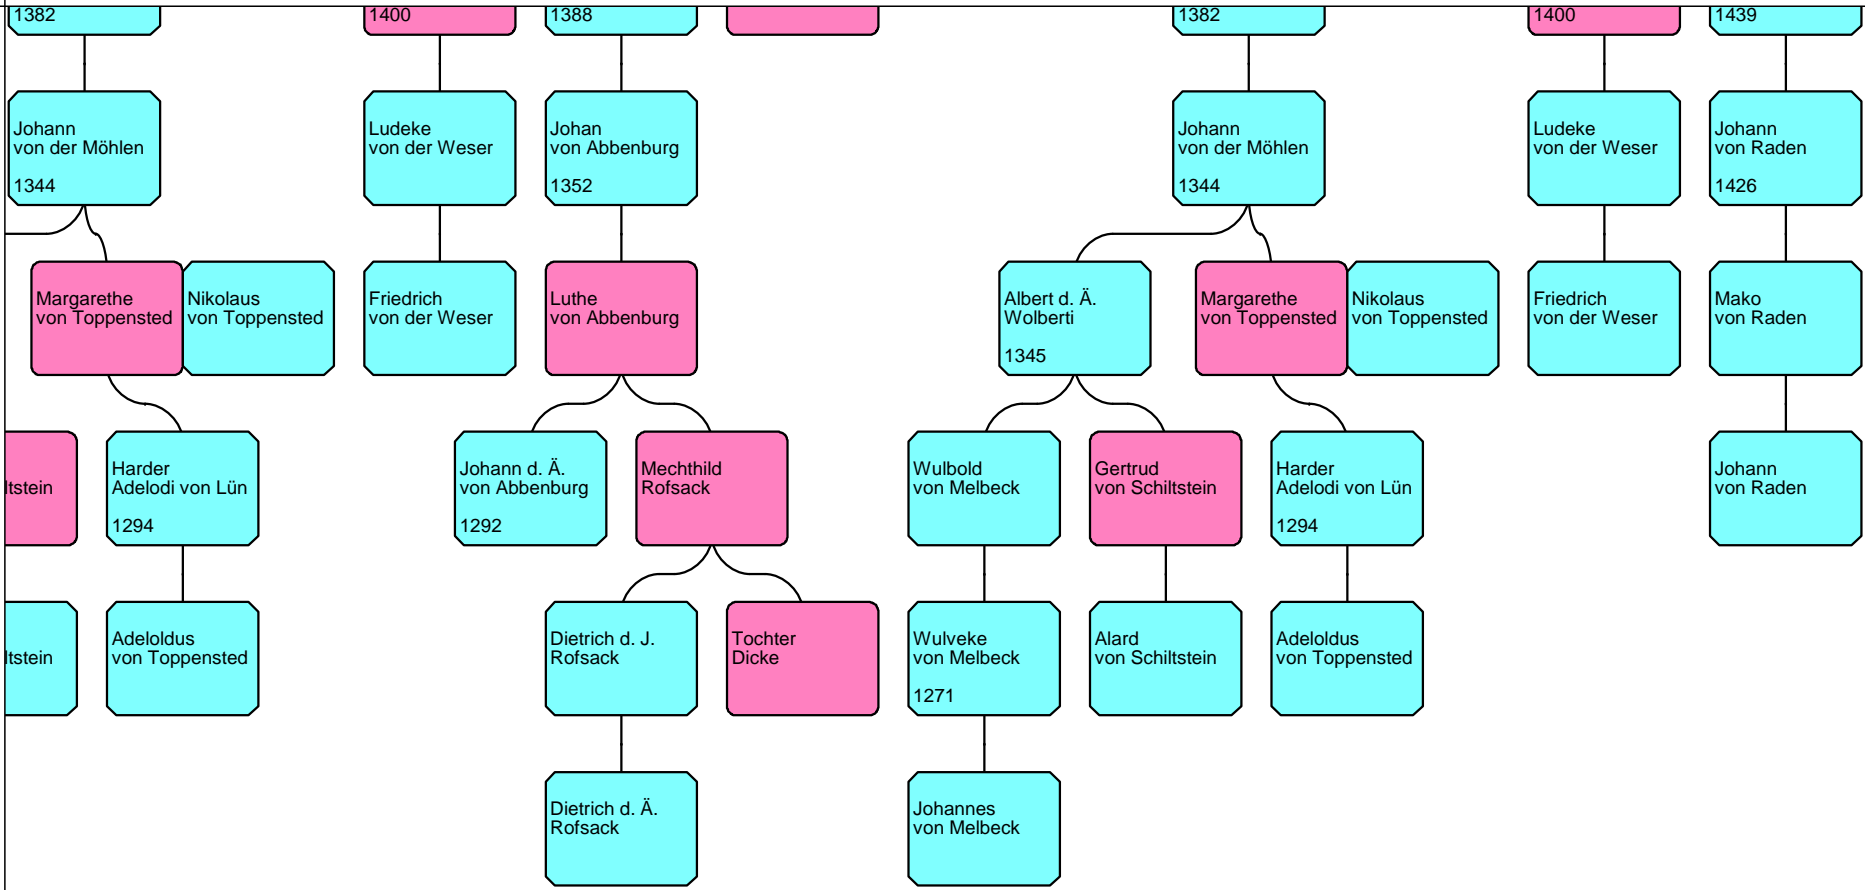 1382
1400
1388
1382
1400
1439
Johann
von der Möhlen
1344
Ludeke
von der Weser
Johan
von Abbenburg
1352
Johann
von der Möhlen
1344
Ludeke
von der Weser
Johann
von Raden
1426
Margarethe
von Toppensted
Nikolaus
von Toppensted
Friedrich
von der Weser
Luthe
von Abbenburg
Albert d. Ä.
Wolberti
1345
Margarethe
von Toppensted
Nikolaus
von Toppensted
Friedrich
von der Weser
Mako
von Raden
ltstein
Harder
Adelodi von Lün
1294
Johann d. Ä.
von Abbenburg
1292
Mechthild
Rofsack
Wulbold
von Melbeck
Gertrud
von Schiltstein
Harder
Adelodi von Lün
1294
Johann
von Raden
ltstein
Adeloldus
von Toppensted
Dietrich d. J.
Rofsack
Tochter
Dicke
Wulveke
von Melbeck
1271
Alard
von Schiltstein
Adeloldus
von Toppensted
Dietrich d. Ä.
Rofsack
Johannes
von Melbeck